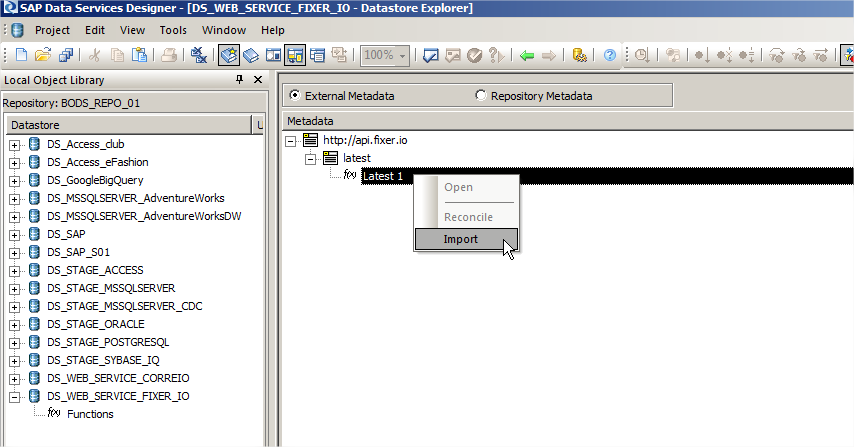 SAP Data Services Designer - [DS_WEB_SERVICE_FIXER_IO - Datastore Explorer]
Project Edit View Tools Window Help
100%
Local Object Library
Repository: BODS_REPO_01
Datastore U
DS_Access_club
DS_Access_eFashion
DS_GoogleBigQuery
DS_MSSQLSERVER_AdventureWorks
DS_MSSQLSERVER_AdventureWorksDW
DS_SAP
DS_SAP_S01
DS_STAGE_ACCESS
DS_STAGE_MSSQLSERVER
DS_STAGE_MSSQLSERVER_CDC
DS_STAGE_ORACLE
DS_STAGE_POSTGRESQL
DS_STAGE_SYBASE_IQ
DS_WEB_SERVICE_CORREIO
DS_WEB_SERVICE_FIXER_IO
f(x) Functions
External Metadata Repository Metadata
Metadata
http://api.fixer.io
latest
f(x) Latest 1
Open
Reconcile
Import